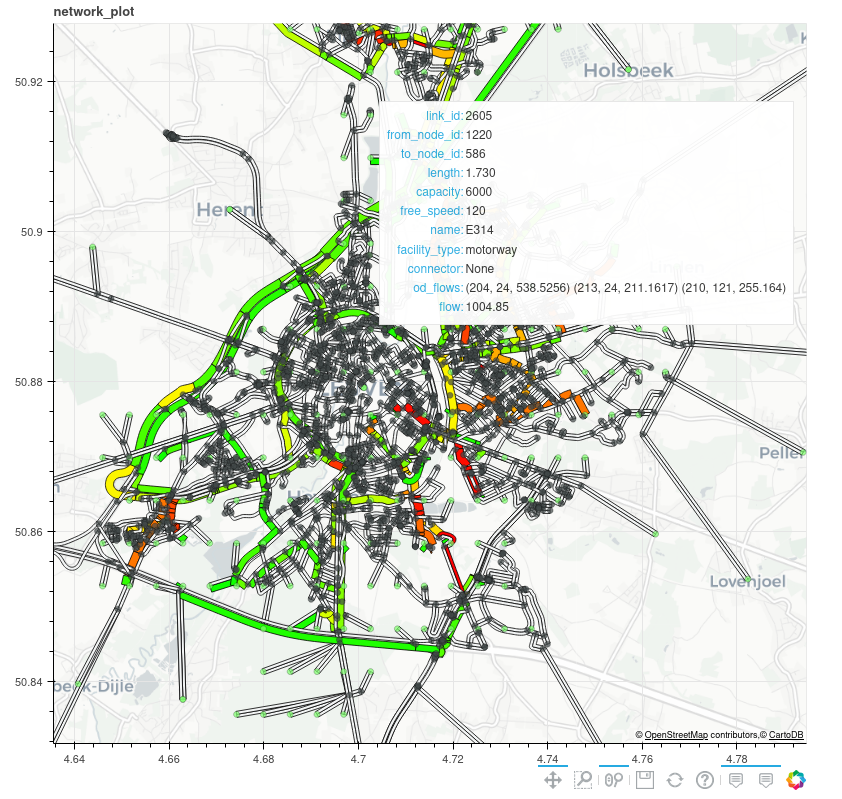 network_plot
50.92
Holsbeek
link_id: 2605
from_node_id: 1220
to_node_id: 586
length: 1.730
capacity: 6000
free_speed: 120
name: E314
facility_type: motorway
connector: None
od_flows: (204, 24, 538.5256) (213, 24, 211.1617) (210, 121, 255.164)
flow: 1004.85
Herent
50.9
50.88
Pelle
50.86
Lovenjoel
50.84
beek-Dijle
© OpenStreetMap contributors,© CartoDB
4.64 4.66 4.68 4.7 4.72 4.74 4.76 4.78